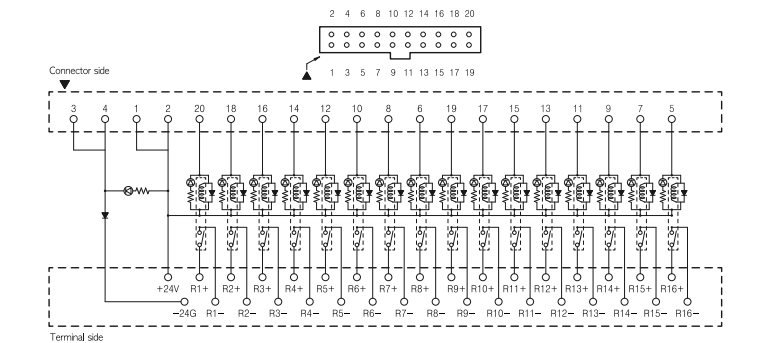 2 4 6 8 10 12 14 16 18 20
1 3 5 7 9 11 13 15 17 19
Connector side
3 4 1 2 20 18 16 14 12 10 8 6 19 17 15 13 11 9 7 5
+24V R1+ R2+ R3+ R4+ R5+ R6+ R7+ R8+ R9+ R10+ R11+ R12+ R13+ R14+ R15+ R16+
−24G R1− R2− R3− R4− R5− R6− R7− R8− R9− R10− R11− R12− R13− R14− R15− R16−
Terminal side